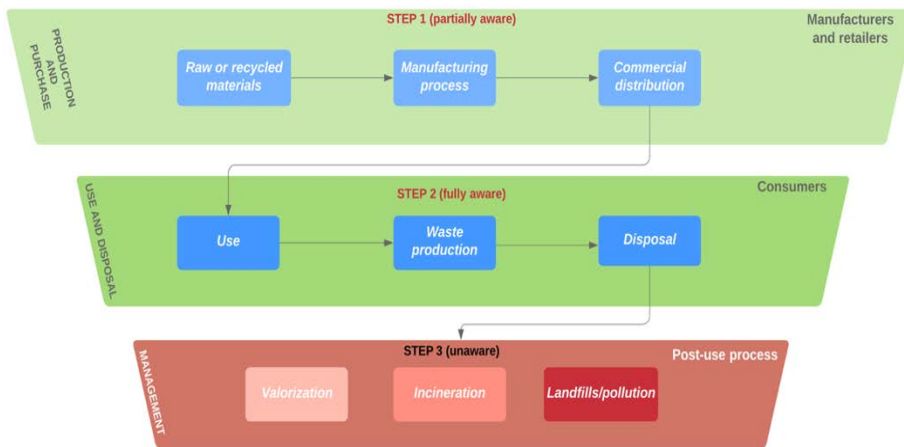 PRODUCTION
AND
PURCHASE
STEP 1 (partially aware)
Manufacturers
and retailers
Raw or recycled
materials
Manufacturing
process
Commercial
distribution
USE AND DISPOSAL
STEP 2 (fully aware)
Consumers
Use
Waste
production
Disposal
MANAGEMENT
STEP 3 (unaware)
Post-use process
Valorization
Incineration
Landfills/pollution